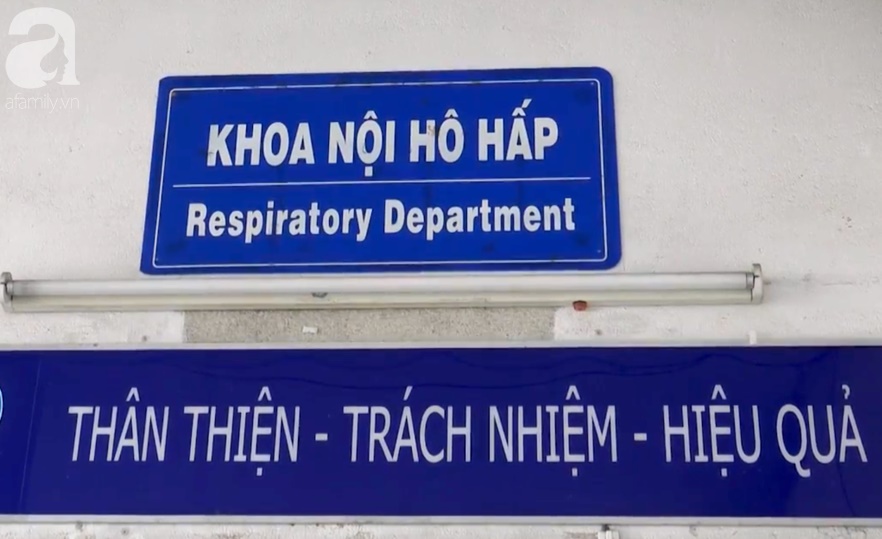 a
afamily.vn
KHOA NỘI HÔ HẤP
Respiratory Department
THÂN THIỆN - TRÁCH NHIỆM - HIỆU QUẢ